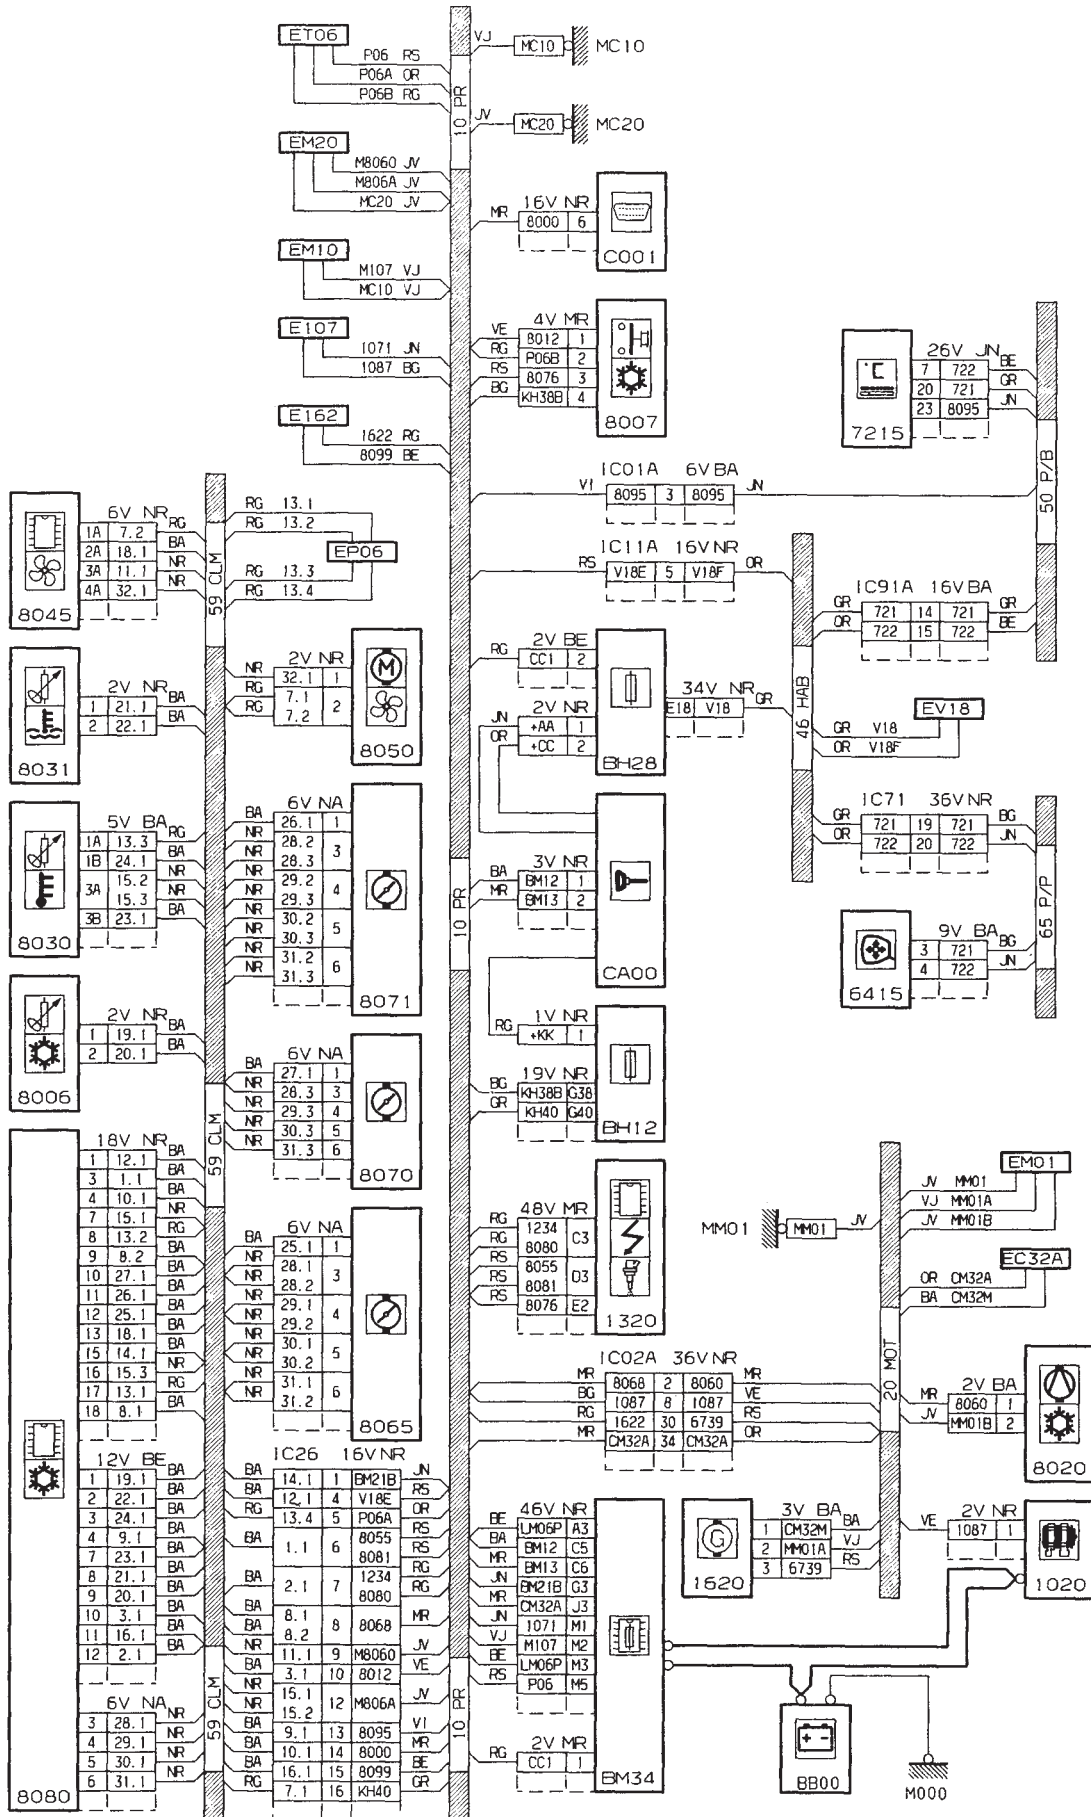 ET06
P06 RS
P06A OR
P06B RG
VJ MC10 MC10
10 PR
JV MC20 MC20
EM20
M8060 JV
M806A JV
MC20 JV
16V NR
MR 8000 6
C001
EM10
M107 VJ
MC10 VJ
4V MR
VE 8012 1
RG P06B 2
RS 8076 3
BG KH38B 4
8007
E107
1071 JN
1087 BG
26V JN
°C
7 722 BE
20 721 GR
23 8095 JN
7215
50 P/B
E162
1622 RG
8099 BE
IC01A 6V BA
VI 8095 3 8095 JN
6V NR
1A 7.2 RG
2A 18.1 BA
3A 11.1 NR
4A 32.1 NR
8045
59 CLM
RG 13.1
RG 13.2
EP06
RG 13.3
RG 13.4
IC11A 16V NR
RS V18E 5 V18F OR
46 HAB
IC91A 16V BA
GR 721 14 721 GR
OR 722 15 722 BE
2V NR
1 21.1 BA
2 22.1 BA
8031
2V NR
NR 32.1 1
RG 7.1 2
RG 7.2
M
8050
2V BE
RG CC1 2
2V NR
JN +AA 1
OR +CC 2
BH28
34V NR
E18 V18 GR
EV18
GR V18
OR V18F
5V BA
1A 13.3 RG
1B 24.1 BA
3A 15.2 NR
15.3 NR
3B 23.1 BA
8030
6V NA
BA 26.1 1
NR 28.2 3
NR 28.3
NR 29.2 4
NR 29.3
NR 30.2 5
NR 30.3
NR 31.2 6
NR 31.3
8071
10 PR
3V NR
BA BM12 1
MR BM13 2
CA00
IC71 36V NR
GR 721 19 721 BG
OR 722 20 722 JN
65 P/P
9V BA
3 721 BG
4 722 JN
6415
2V NR
1 19.1 BA
2 20.1 BA
8006
59 CLM
6V NA
BA 27.1 1
NR 28.3 3
NR 29.3 4
NR 30.3 5
NR 31.3 6
8070
1V NR
RG +KK 1
19V NR
BG KH38B G38
GR KH40 G40
BH12
18V NR
1 12.1 BA
3 1.1 BA
4 10.1 BA
7 15.1 NR
8 13.2 RG
9 8.2 BA
10 27.1 BA
11 26.1 BA
12 25.1 BA
13 18.1 BA
15 14.1 BA
16 15.3 NR
17 13.1 RG
18 8.1 BA
6V NA
BA 25.1 1
NR 28.1 3
NR 28.2
NR 29.1 4
NR 29.2
NR 30.1 5
NR 30.2
NR 31.1 6
NR 31.2
8065
48V MR
RG 1234 C3
RG 8080
RS 8055 D3
RS 8081
RS 8076 E2
1320
MM01 MM01 JV
EM01
JV MM01
VJ MM01A
JV MM01B
EC32A
OR CM32A
BA CM32M
20 MOT
IC02A 36V NR
MR 8068 2 8060 MR
BG 1087 8 1087 VE
RG 1622 30 6739 RS
MR CM32A 34 CM32A OR
2V BA
MR 8060 1
JV MM01B 2
8020
12V BE
1 19.1 BA
2 22.1 BA
3 24.1 BA
4 9.1 BA
7 23.1 BA
8 21.1 BA
9 20.1 BA
10 3.1 BA
11 16.1 BA
12 2.1 BA
6V NA
3 28.1 NR
4 29.1 NR
5 30.1 NR
6 31.1 NR
8080
59 CLM
IC26 16V NR
BA 14.1 1 BM21B JN
BA 12.1 4 V18E RS
RG 13.4 5 P06A OR
BA 1.1 6 8055 RS
8081 RS
BA 2.1 7 1234 RG
8080 RG
BA 8.1 8 8068 MR
BA 8.2
NR 11.1 9 M8060 JV
BA 3.1 10 8012 VE
NR 15.1 12 M806A JV
NR 15.2
BA 9.1 13 8095 VI
BA 10.1 14 8000 MR
BA 16.1 15 8099 BE
RG 7.1 16 KH40 GR
10 PR
46V NR
BE LM06P A3
BA BM12 C5
MR BM13 C6
JN BM21B G3
MR CM32A J3
JN 1071 M1
VJ M107 M2
BE LM06P M3
RS P06 M5
2V MR
RG CC1 1
BM34
3V BA
G
1 CM32M BA
2 MM01A VJ
3 6739 RS
1620
2V NR
VE 1087 1
1020
+ -
BB00
M000